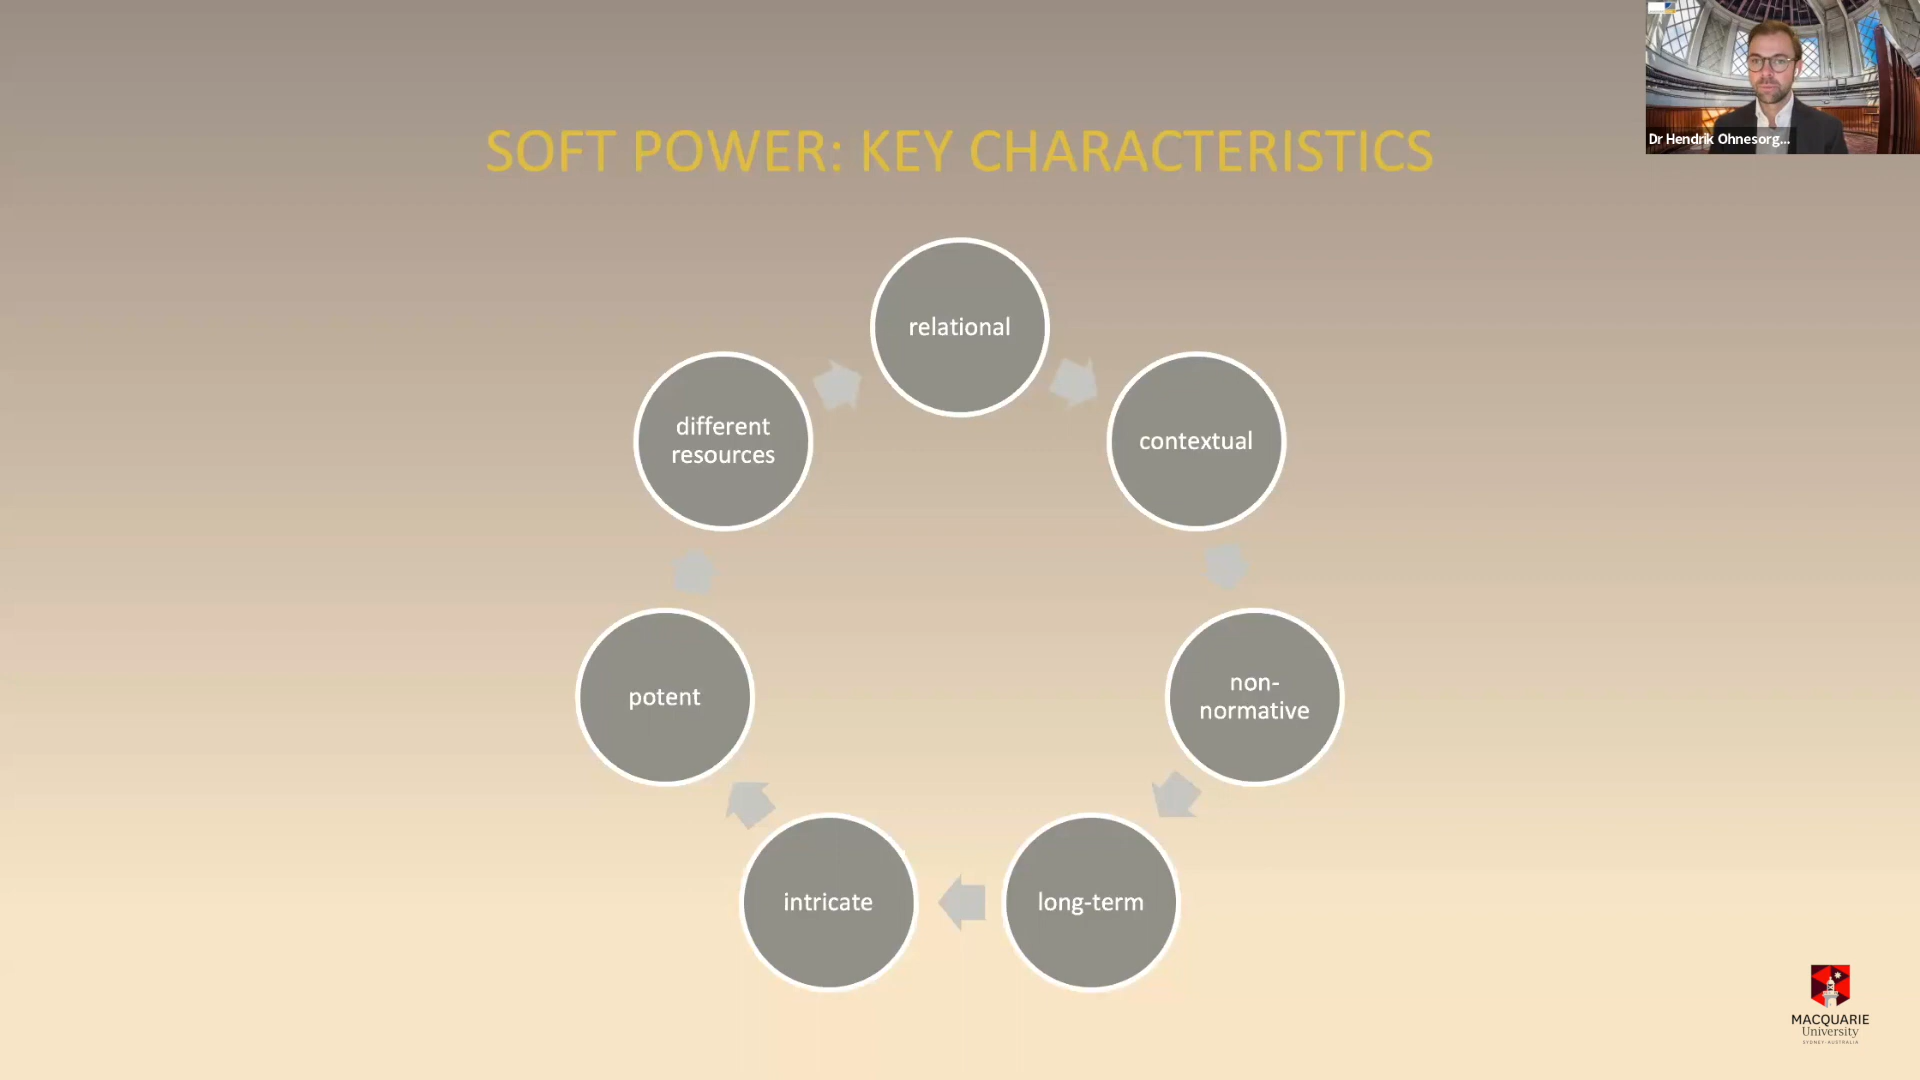 SOFT POWER: KEY CHARACTERISTICS
Dr Hendrik Ohnesorg...
relational
contextual
non-
normative
long-term
intricate
potent
different
resources
MACQUARIE
University
SYDNEY·AUSTRALIA